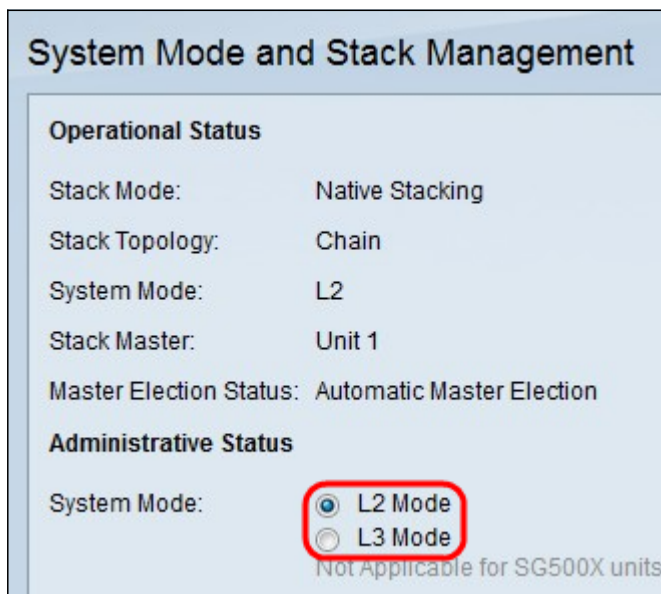 System Mode and Stack Management
Operational Status
Stack Mode: Native Stacking
Stack Topology: Chain
System Mode: L2
Stack Master: Unit 1
Master Election Status: Automatic Master Election
Administrative Status
System Mode: L2 Mode
L3 Mode
Not Applicable for SG500X units